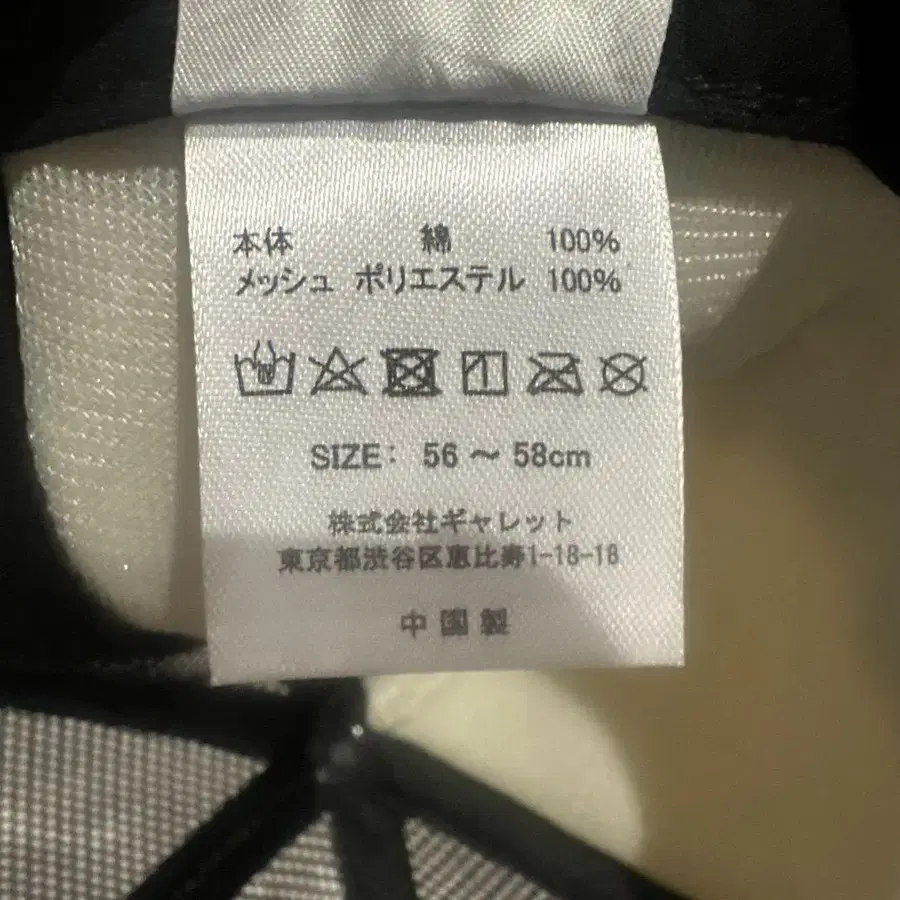 本体 綿 100%
メッシュ ポリエステル 100%
SIZE: 56 ～ 58cm
株式会社ギャレット
東京都渋谷区恵比寿1-18-18
中国製